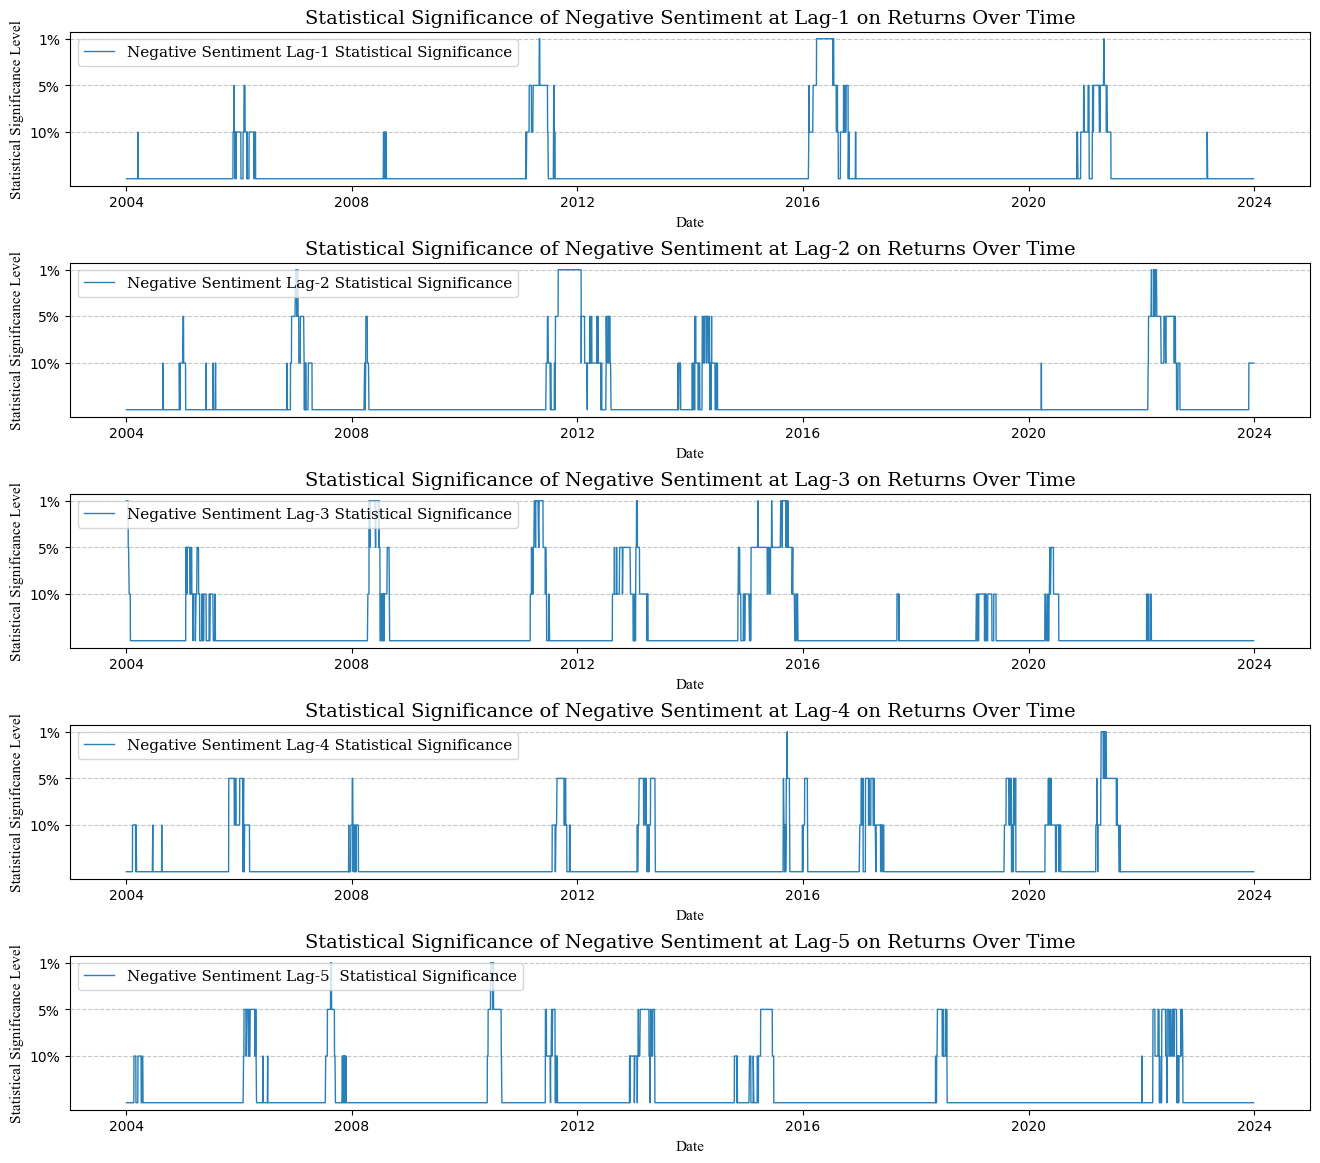 Statistical Significance of Negative Sentiment at Lag-1 on Returns Over Time
Statistical Significance Level
1%
5%
10%
Negative Sentiment Lag-1 Statistical Significance
2004 2008 2012 2016 2020 2024
Date
Statistical Significance of Negative Sentiment at Lag-2 on Returns Over Time
Statistical Significance Level
1%
5%
10%
Negative Sentiment Lag-2 Statistical Significance
2004 2008 2012 2016 2020 2024
Date
Statistical Significance of Negative Sentiment at Lag-3 on Returns Over Time
Statistical Significance Level
1%
5%
10%
Negative Sentiment Lag-3 Statistical Significance
2004 2008 2012 2016 2020 2024
Date
Statistical Significance of Negative Sentiment at Lag-4 on Returns Over Time
Statistical Significance Level
1%
5%
10%
Negative Sentiment Lag-4 Statistical Significance
2004 2008 2012 2016 2020 2024
Date
Statistical Significance of Negative Sentiment at Lag-5 on Returns Over Time
Statistical Significance Level
1%
5%
10%
Negative Sentiment Lag-5  Statistical Significance
2004 2008 2012 2016 2020 2024
Date